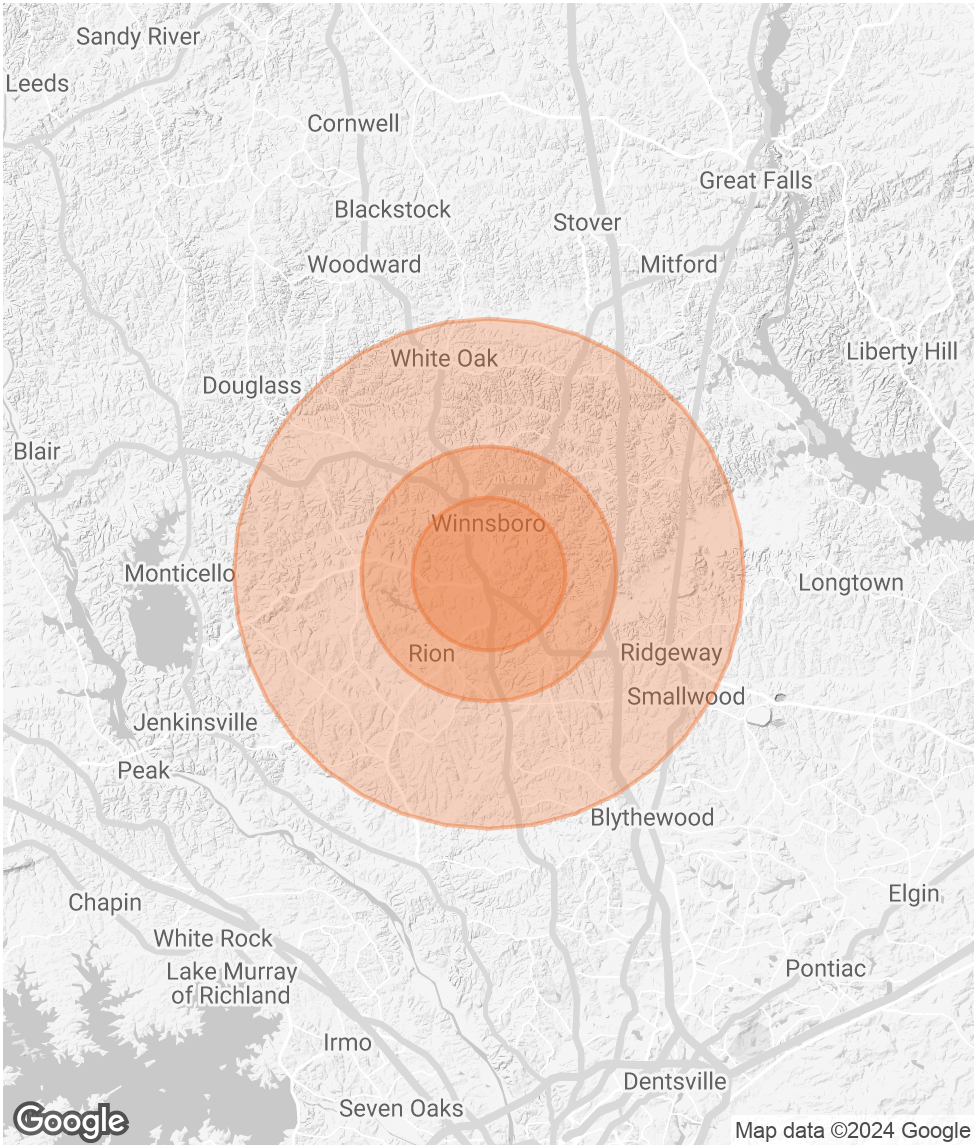 Sandy River
Leeds
Cornwell
Great Falls
Blackstock
Stover
Woodward
Mitford
Liberty Hill
White Oak
Douglass
Blair
Winnsboro
Monticello
Longtown
Rion
Ridgeway
Smallwood
Jenkinsville
Peak
Blythewood
Elgin
Chapin
White Rock
Pontiac
Lake Murray
of Richland
Irmo
Dentsville
Seven Oaks
Google
Map data ©2024 Google